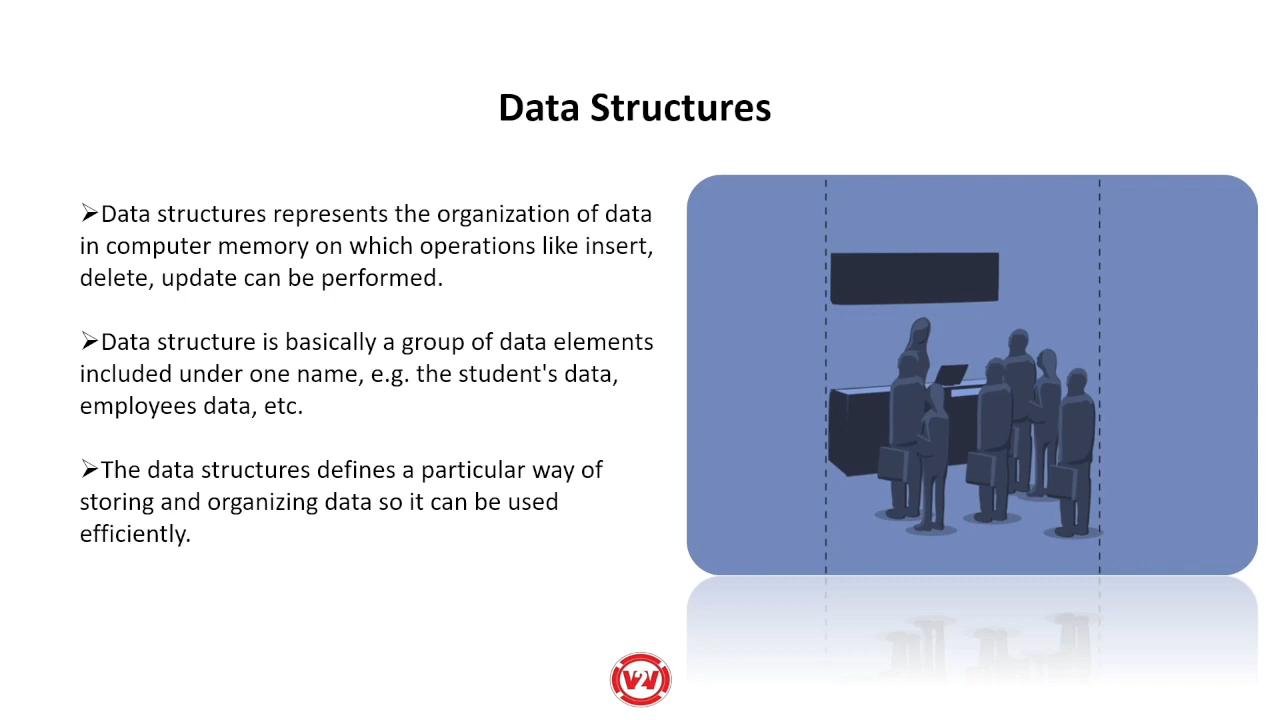 Data Structures
➢Data structures represents the organization of data
in computer memory on which operations like insert,
delete, update can be performed.
➢Data structure is basically a group of data elements
included under one name, e.g. the student's data,
employees data, etc.
➢The data structures defines a particular way of
storing and organizing data so it can be used
efficiently.
V2V